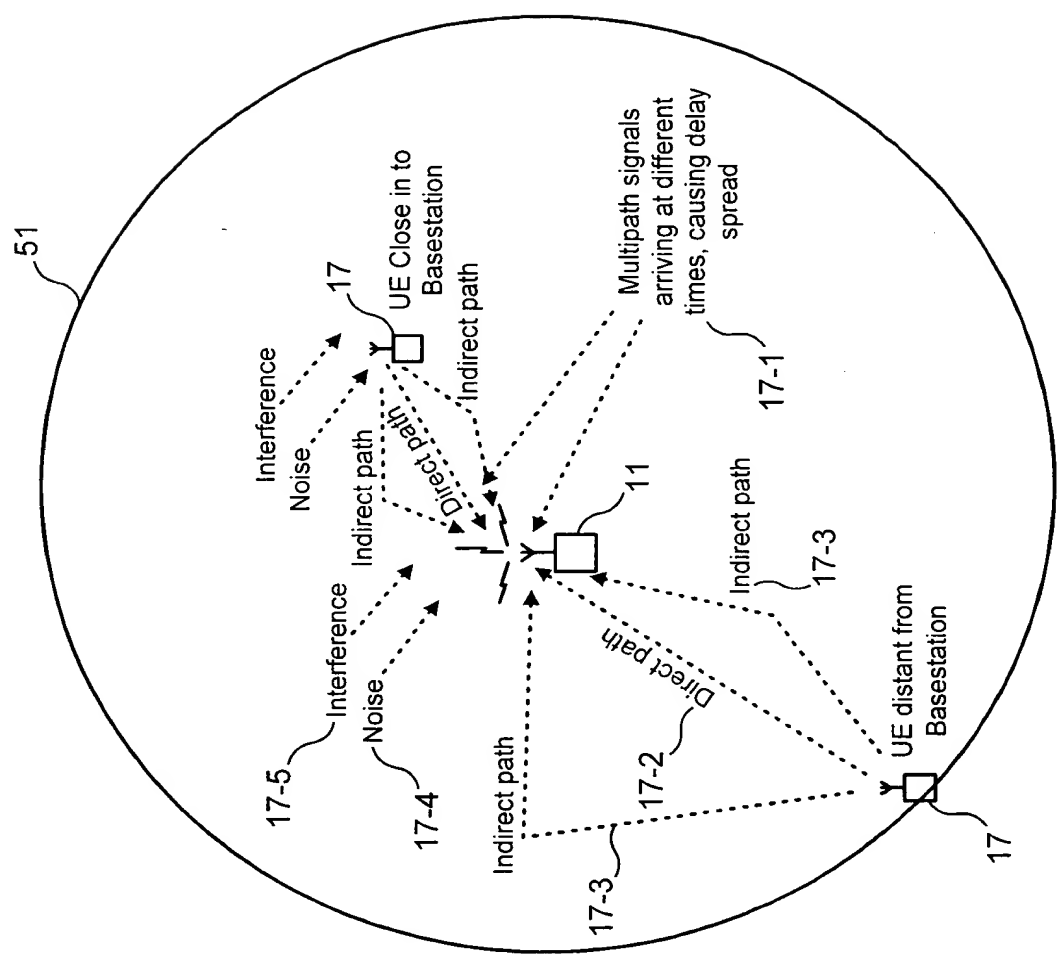 51
Interference
Noise
17
UE Close in to
Basestation
Indirect path
Direct path
Indirect path
17-5
Interference
17-4
Noise
11
Multipath signals
arriving at different
times, causing delay
spread
17-1
Indirect path
17-2
Direct path
Indirect path
17-3
17-3
UE distant from
Basestation
17